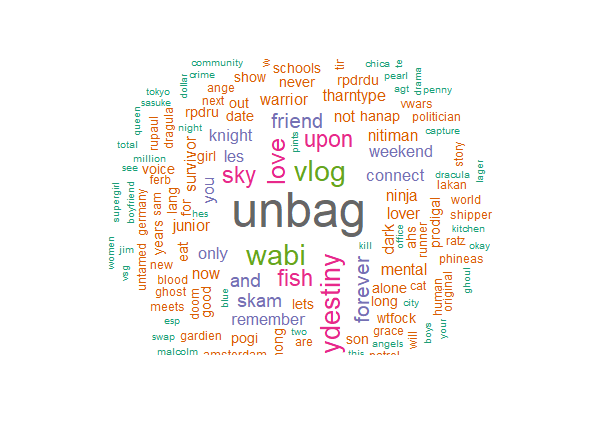 community
crime
w
tir
chica
te
schools
show
never
rpdrdu
pearl
drama
agt
penny
tokyo
sasuke
dollar
ange
next
out
warrior
tharntype
vwars
queen
dragula
rpdru
date
friend
not
hanap
politician
total
rupaul
night
knight
pints
love
upon
nitiman
capture
million
girl
les
weekend
story
see
voice
ferb
survivor
sky
vlog
connect
dracula
lakan
lager
supergirl
boyfriend
germany
years
sam
lang
for
you
hes
unbag
ninja
lover
prodigal
world
shipper
women
jim
vsg
untamed
eat
junior
only
wabi
kill
office
dark
ahs
runner
ratz
kitchen
okay
new
now
phineas
blood
ghost
meets
doom
good
blue
and
fish
ydestiny
forever
mental
alone
cat
long
city
human
original
ghoul
esp
skam
lets
wtfock
swap
gardien
pogi
remember
two
are
son
grace
angels
will
boys
your
malcolm
this